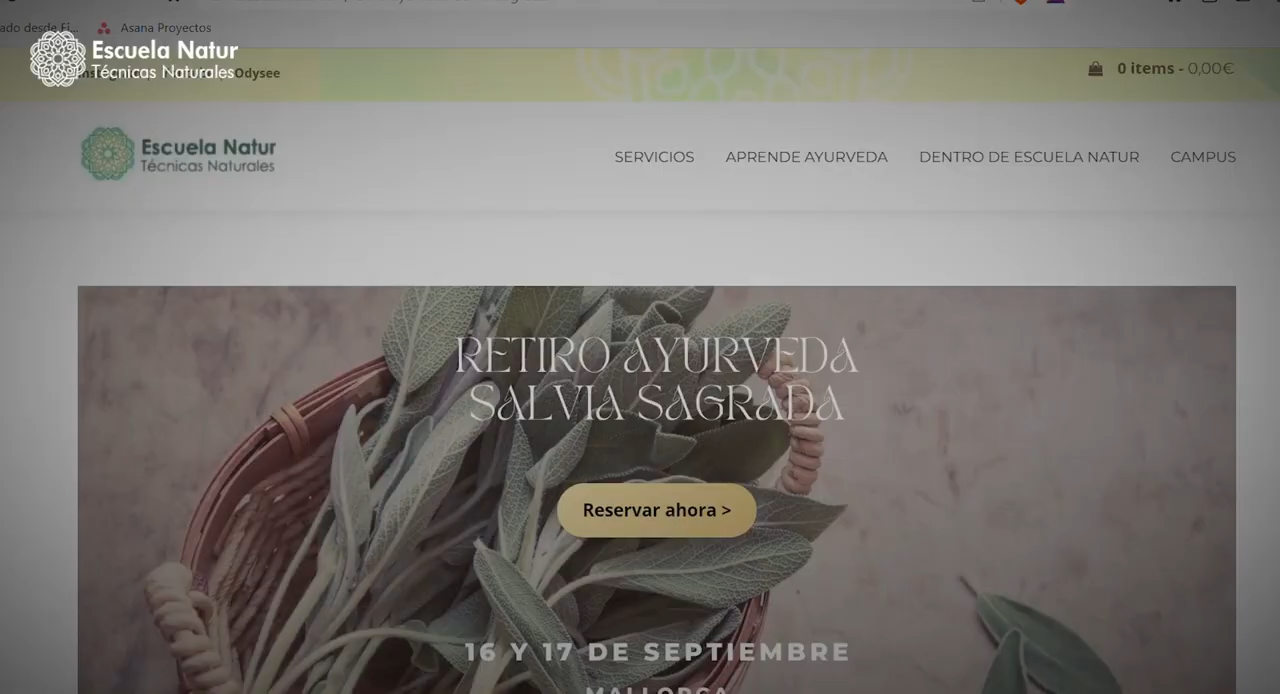 Asana Proyectos
Escuela Natur
Técnicas Naturales
Odysee
0 items - 0,00€
Escuela Natur
Técnicas Naturales
SERVICIOS
APRENDE AYURVEDA
DENTRO DE ESCUELA NATUR
CAMPUS
RETIRO AYURVEDA
SALVIA SAGRADA
Reservar ahora >
16 Y 17 DE SEPTIEMBRE
MALLORCA